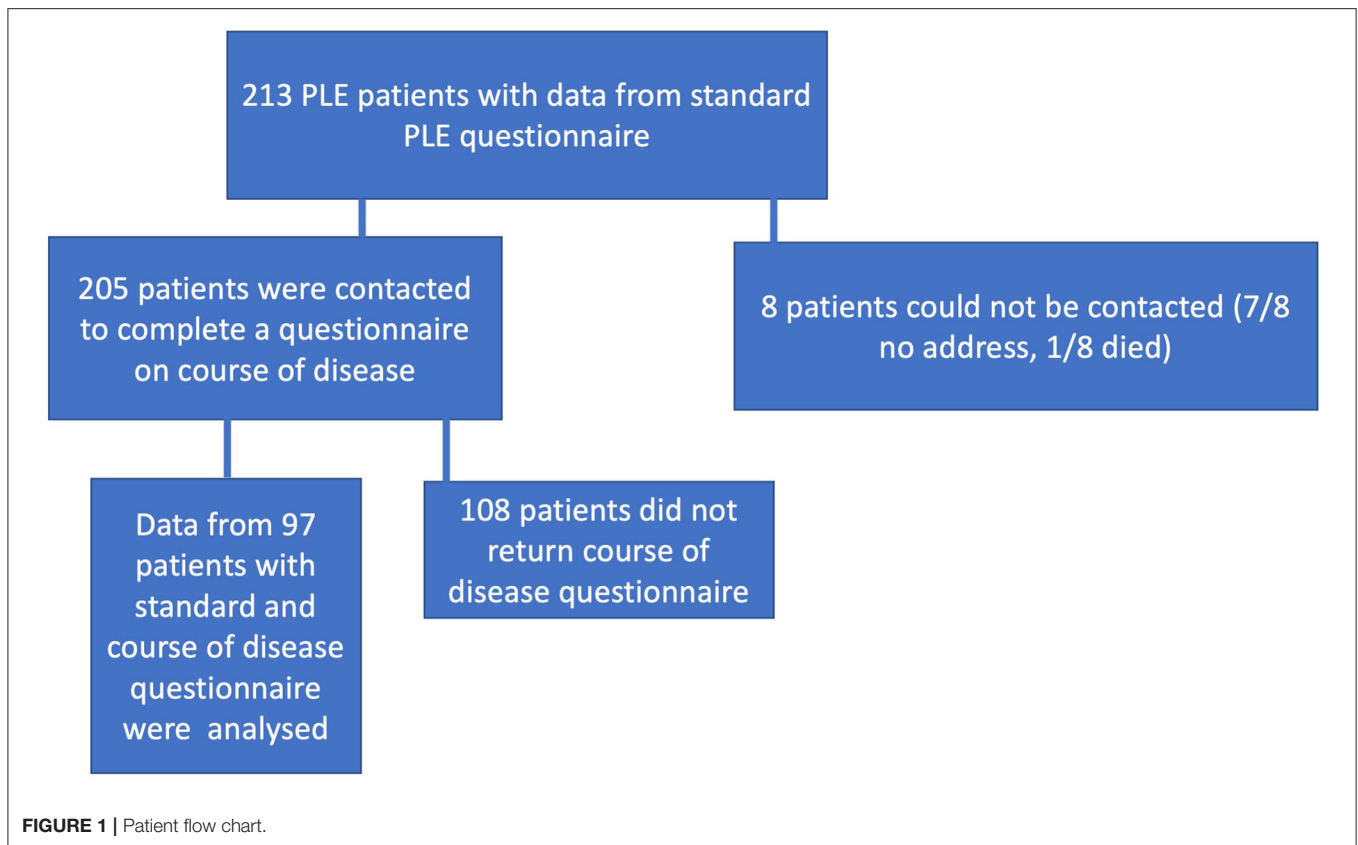 213 PLE patients with data from standard
PLE questionnaire
205 patients were contacted
to complete a questionnaire
on course of disease
8 patients could not be contacted (7/8
no address, 1/8 died)
Data from 97
patients with
standard and
course of disease
questionnaire
were analysed
108 patients did not
return course of
disease questionnaire
FIGURE 1 | Patient flow chart.